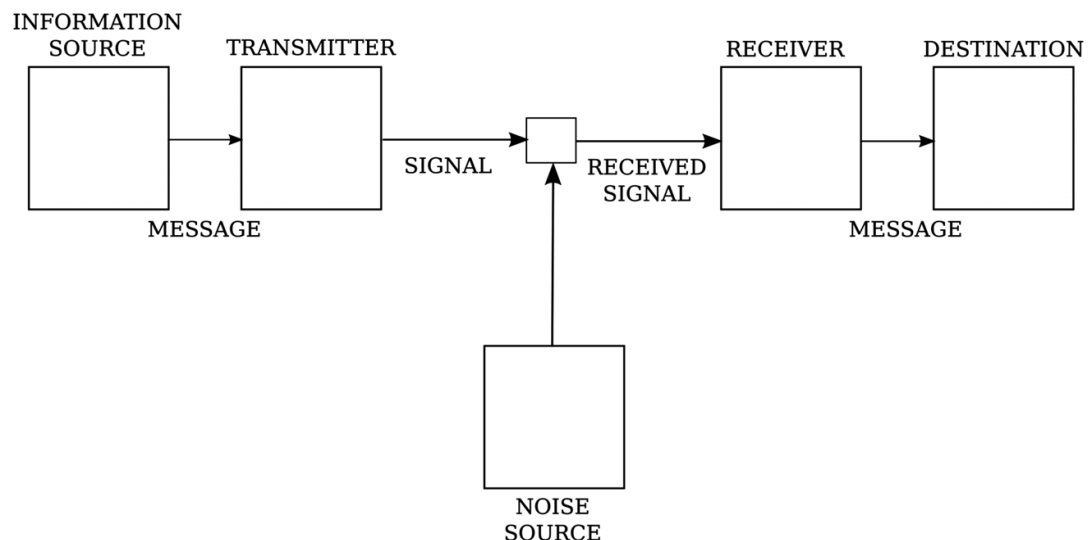 INFORMATION
SOURCE
TRANSMITTER
RECEIVER
DESTINATION
SIGNAL
RECEIVED
SIGNAL
MESSAGE
MESSAGE
NOISE
SOURCE